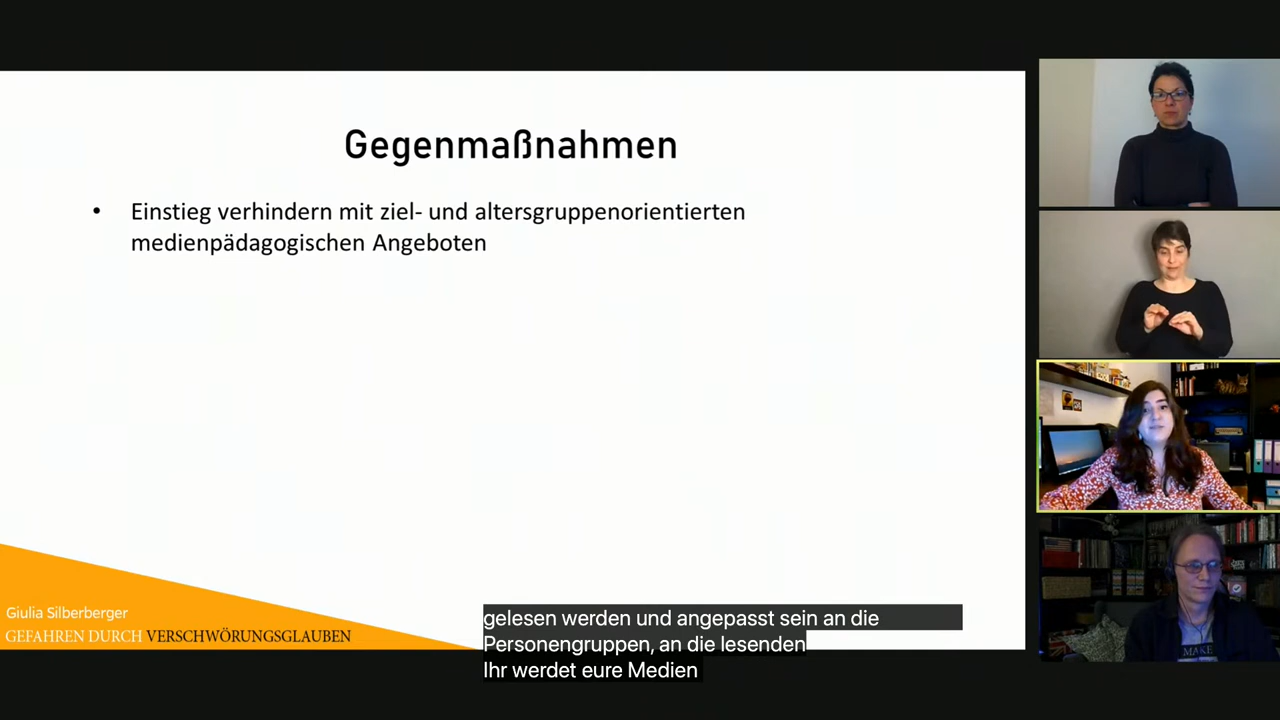 Gegenmaßnahmen
• Einstieg verhindern mit ziel- und altersgruppenorientierten
medienpädagogischen Angeboten
Giulia Silberberger
GEFAHREN DURCH VERSCHWÖRUNGSGLAUBEN
gelesen werden und angepasst sein an die
Personengruppen, an die lesenden
Ihr werdet eure Medien
MAKE